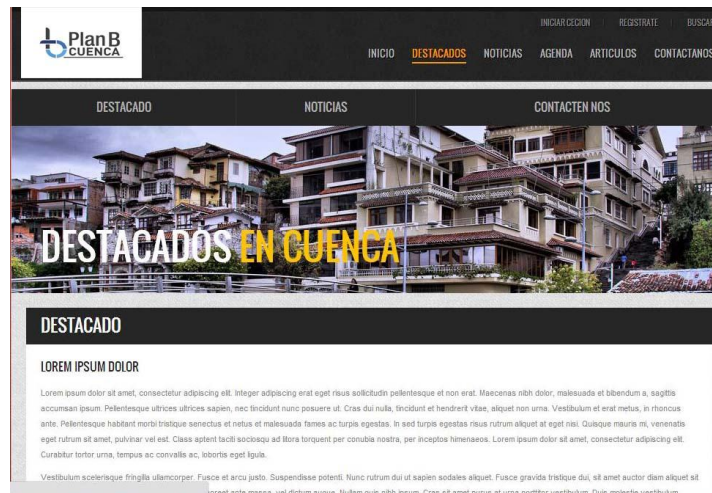 Plan B
CUENCA
INICIAR CECION REGISTRATE BUSCAR
INICIO DESTACADOS NOTICIAS AGENDA ARTICULOS CONTACTANOS
DESTACADO NOTICIAS CONTACTEN NOS
DESTACADOS EN CUENCA
DESTACADO
LOREM IPSUM DOLOR
Lorem ipsum dolor sit amet, consectetur adipiscing elit. Integer adipiscing erat eget risus sollicitudin pellentesque et non erat. Maecenas nibh dolor, malesuada et bibendum a, sagittis
accumsan ipsum. Pellentesque ultrices ultrices sapien, nec tincidunt nunc posuere ut. Cras dui nulla, tincidunt et hendrerit vitae, aliquet non urna. Vestibulum et erat metus, in rhoncus
ante. Pellentesque habitant morbi tristique senectus et netus et malesuada fames ac turpis egestas. In sed turpis egestas risus rutrum aliquet at eget nisl. Quisque mauris mi, venenatis
eget rutrum sit amet, pulvinar vel est. Class aptent taciti sociosqu ad litora torquent per conubia nostra, per inceptos himenaeos. Lorem ipsum dolor sit amet, consectetur adipiscing elit.
Curabitur tortor urna, tempus ac convallis ac, lobortis eget ligula.
Vestibulum scelerisque fringilla ullamcorper. Fusce et arcu justo. Suspendisse potenti. Nunc rutrum dui ut sapien sodales aliquet. Fusce gravida tristique dui, sit amet auctor diam aliquet sit